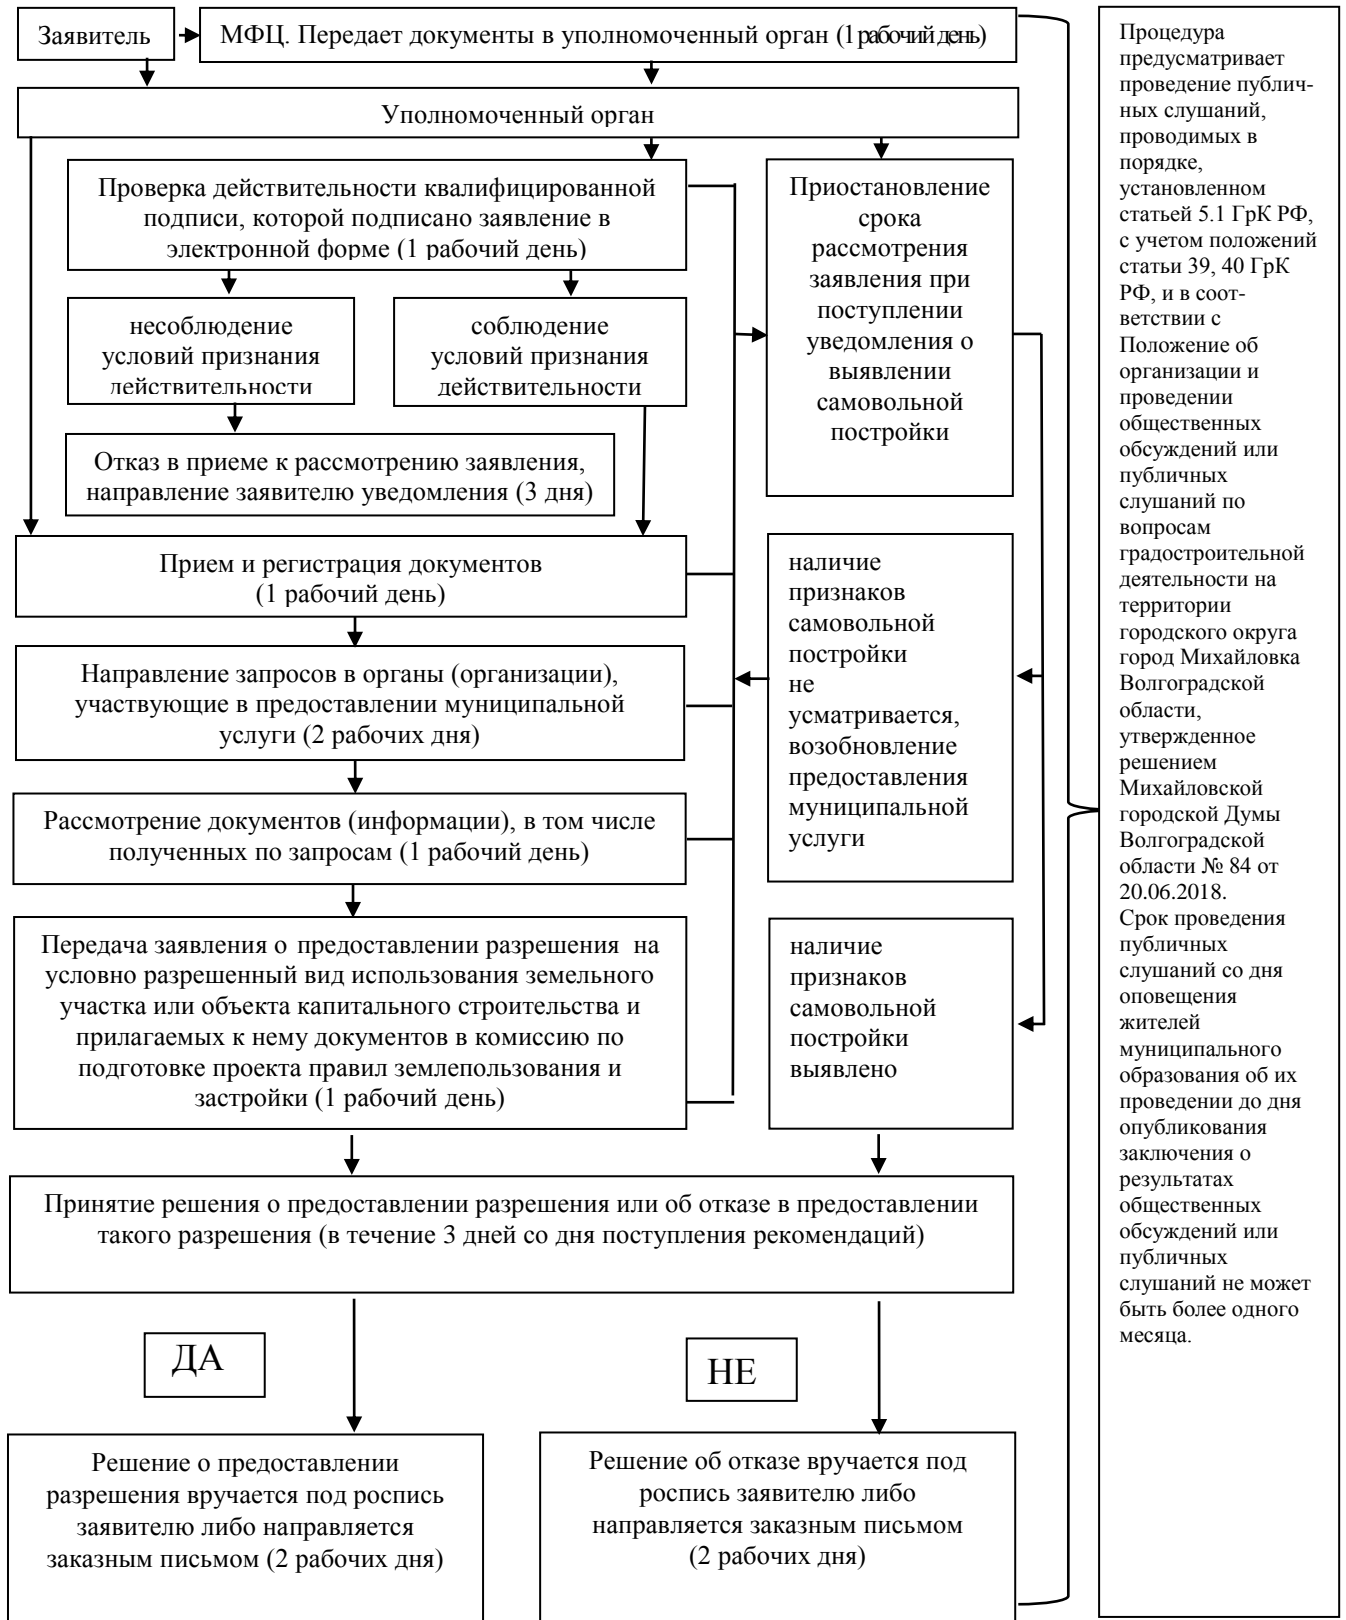 Заявитель
МФЦ. Передает документы в уполномоченный орган (1рабочий день)
Уполномоченный орган
Проверка действительности квалифицированной
подписи, которой подписано заявление в
электронной форме (1 рабочий день)
Приостановление
срока
рассмотрения
заявления при
поступлении
уведомления о
выявлении
самовольной
постройки
несоблюдение
условий признания
действительности
соблюдение
условий признания
действительности
Отказ в приеме к рассмотрению заявления,
направление заявителю уведомления (3 дня)
Прием и регистрация документов
(1 рабочий день)
наличие
признаков
самовольной
постройки
не
усматривается,
возобновление
предоставления
муниципальной
услуги
Направление запросов в органы (организации),
участвующие в предоставлении муниципальной
услуги (2 рабочих дня)
Рассмотрение документов (информации), в том числе
полученных по запросам (1 рабочий день)
Передача заявления о предоставлении разрешения на
условно разрешенный вид использования земельного
участка или объекта капитального строительства и
прилагаемых к нему документов в комиссию по
подготовке проекта правил землепользования и
застройки (1 рабочий день)
наличие
признаков
самовольной
постройки
выявлено
Принятие решения о предоставлении разрешения или об отказе в предоставлении
такого разрешения (в течение 3 дней со дня поступления рекомендаций)
ДА
НЕ
Решение о предоставлении
разрешения вручается под роспись
заявителю либо направляется
заказным письмом (2 рабочих дня)
Решение об отказе вручается под
роспись заявителю либо
направляется заказным письмом
(2 рабочих дня)
Процедура
предусматривает
проведение публич-
ных слушаний,
проводимых в
порядке,
установленном
статьей 5.1 ГрК РФ,
с учетом положений
статьи 39, 40 ГрК
РФ, и в соот-
ветствии с
Положение об
организации и
проведении
общественных
обсуждений или
публичных
слушаний по
вопросам
градостроительной
деятельности на
территории
городского округа
город Михайловка
Волгоградской
области,
утвержденное
решением
Михайловской
городской Думы
Волгоградской
области № 84 от
20.06.2018.
Срок проведения
публичных
слушаний со дня
оповещения
жителей
муниципального
образования об их
проведении до дня
опубликования
заключения о
результатах
общественных
обсуждений или
публичных
слушаний не может
быть более одного
месяца.